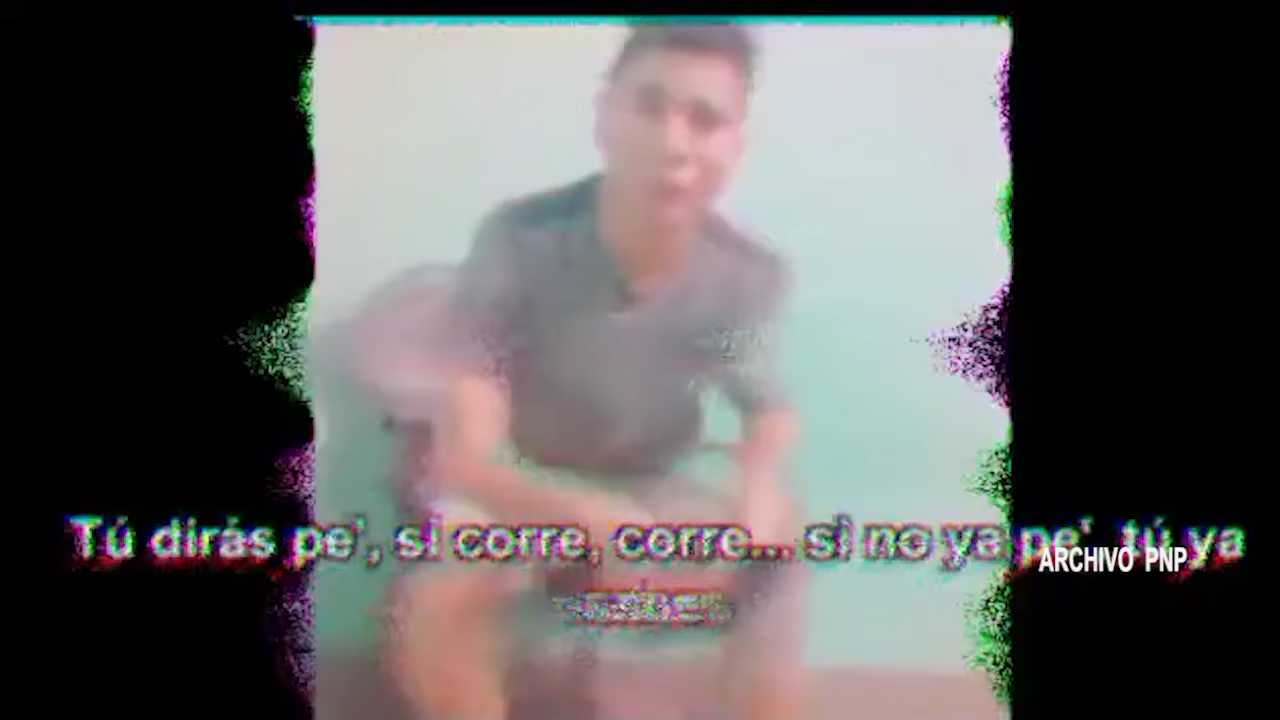 Tú dirás pe', si corre, corre... si no ya pe' tú ya
ARCHIVO PNP